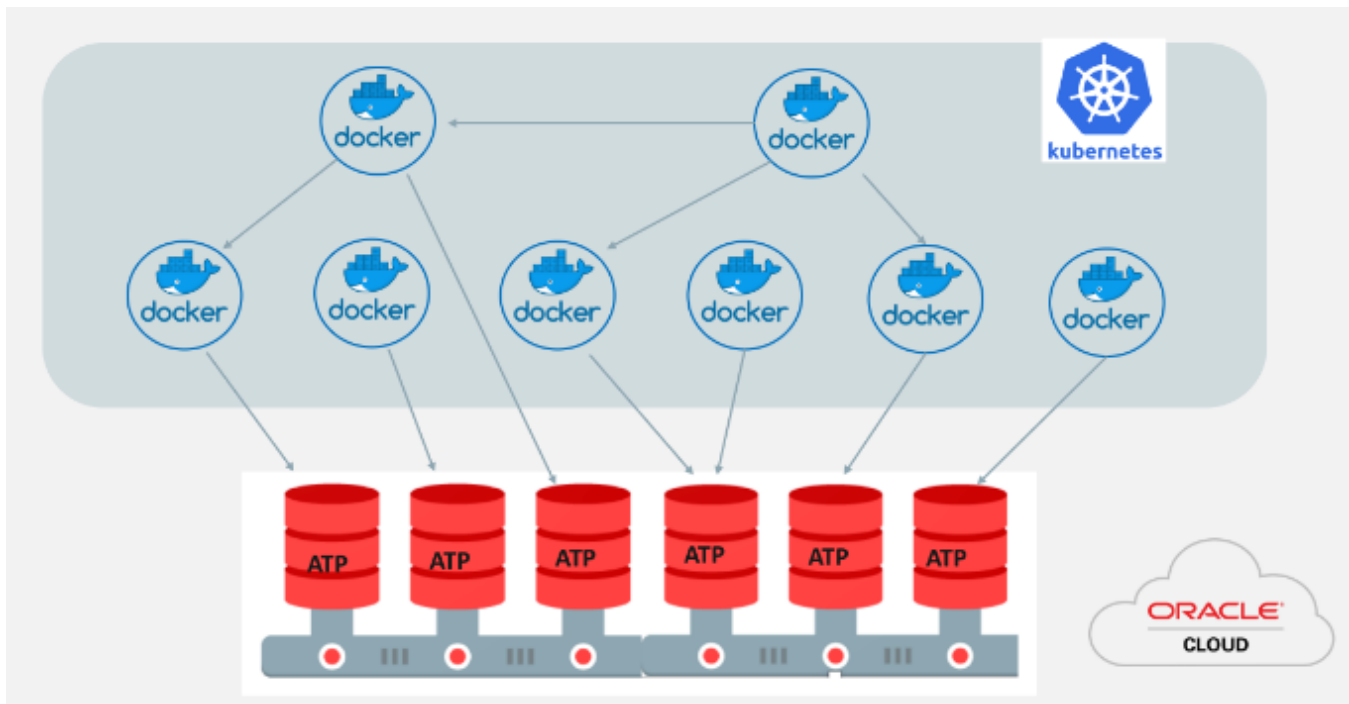 docker
docker
kubernetes
docker
docker
docker
docker
docker
docker
ATP
ATP
ATP
ATP
ATP
ATP
ORACLE
CLOUD